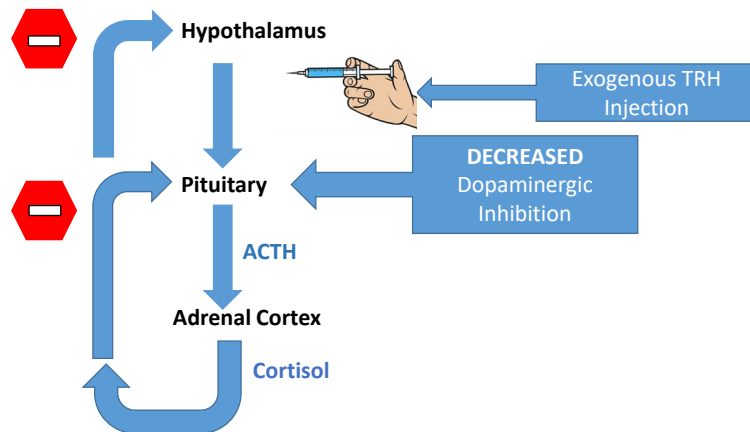 Hypothalamus
Exogenous TRH
Injection
DECREASED
Dopaminergic
Inhibition
Pituitary
ACTH
Adrenal Cortex
Cortisol